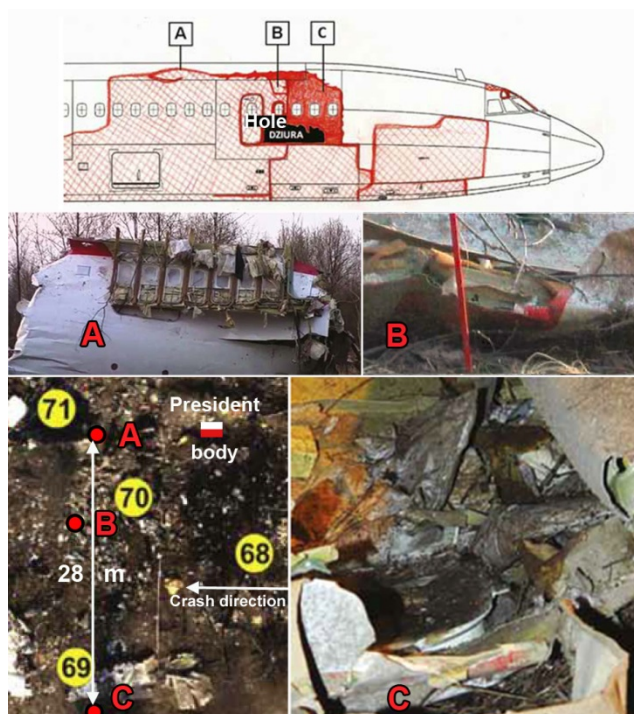 A
B
C
Hole
DZIURA
A
B
71
A
President
body
70
B
68
28 m
Crash direction
69
C
C